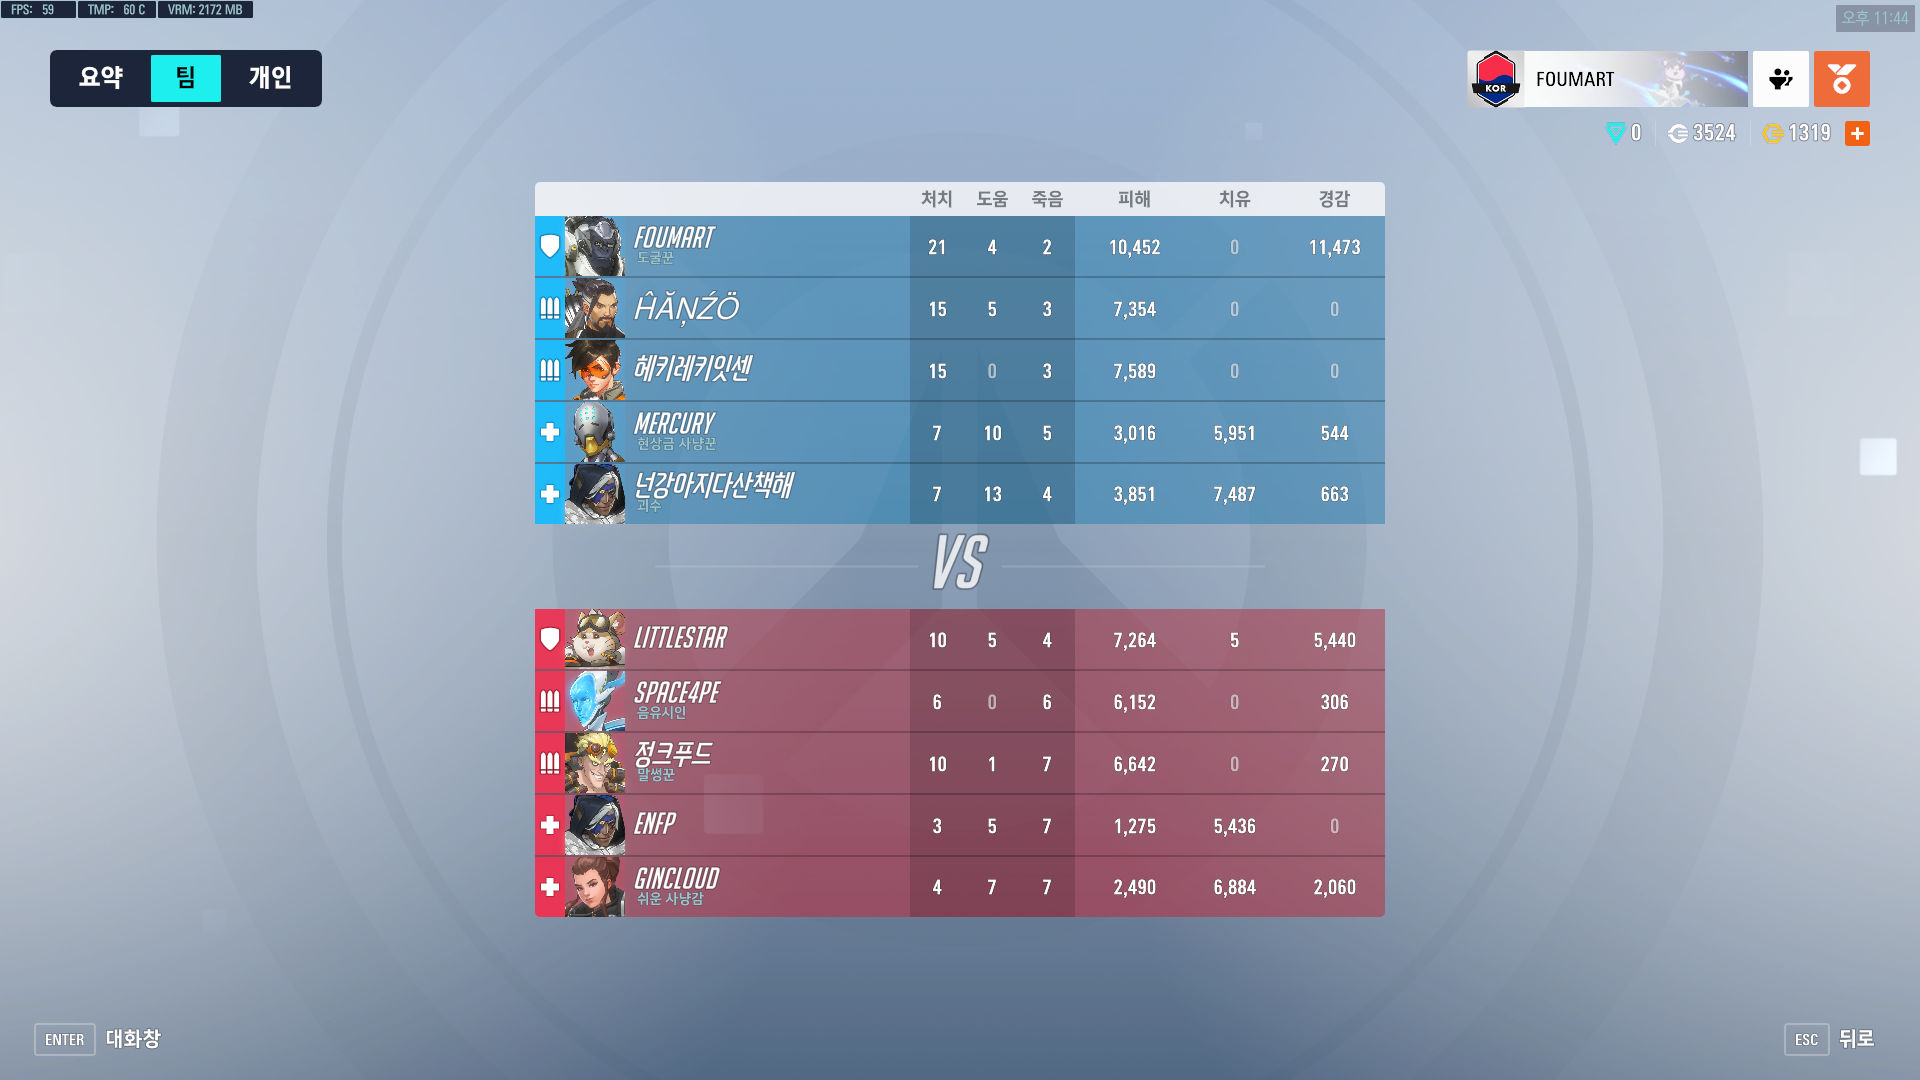 FPS: 59 TMP: 60 C VRM: 2172 MB
오후 11:44
요약 팀 개인
KOR FOUMART
0 3524 1319 +
처치 도움 죽음 피해 치유 경감
FOUMART 21 4 2 10,452 0 11,473
도굴꾼
ĤĂŅŹÖ 15 5 3 7,354 0 0
헤키레키잇센 15 0 3 7,589 0 0
MERCURY 7 10 5 3,016 5,951 544
현상금 사냥꾼
넌강아지다산책해 7 13 4 3,851 7,487 663
괴수
VS
LITTLESTAR 10 5 4 7,264 5 5,440
SPACE4PE 6 0 6 6,152 0 306
음유시인
정크푸드 10 1 7 6,642 0 270
말썽꾼
ENFP 3 5 7 1,275 5,436 0
GINCLOUD 4 7 7 2,490 6,884 2,060
쉬운 사냥감
ENTER 대화창
ESC 뒤로